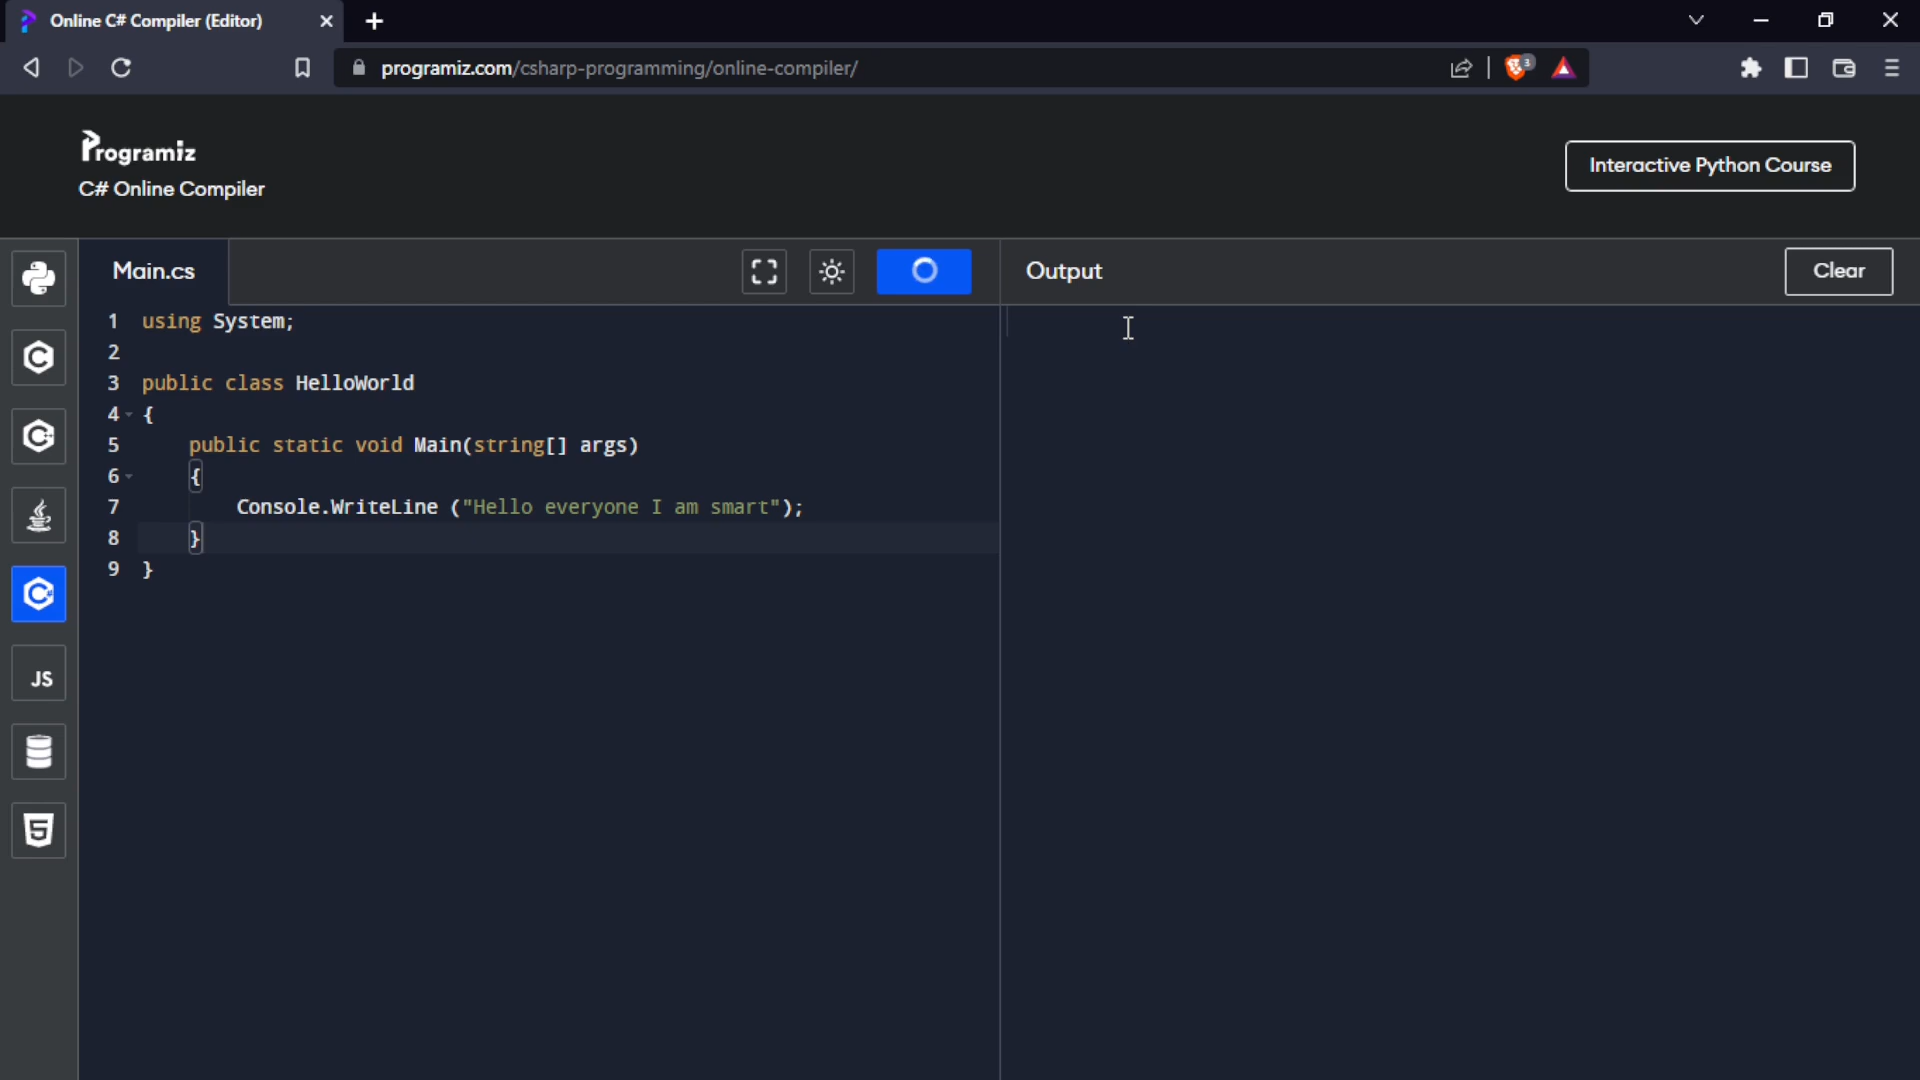 Online C# Compiler (Editor)
programiz.com/csharp-programming/online-compiler/
3
Programiz
C# Online Compiler
Interactive Python Course
Main.cs
Output
Clear
1 using System;
2
3 public class HelloWorld
4 {
5 public static void Main(string[] args)
6 {
7 Console.WriteLine ("Hello everyone I am smart");
8 }
9 }
C
C++
C#
JS
5